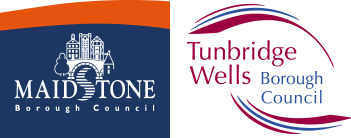 MAIDSTONE
Borough Council
Tunbridge
Wells Borough
Council